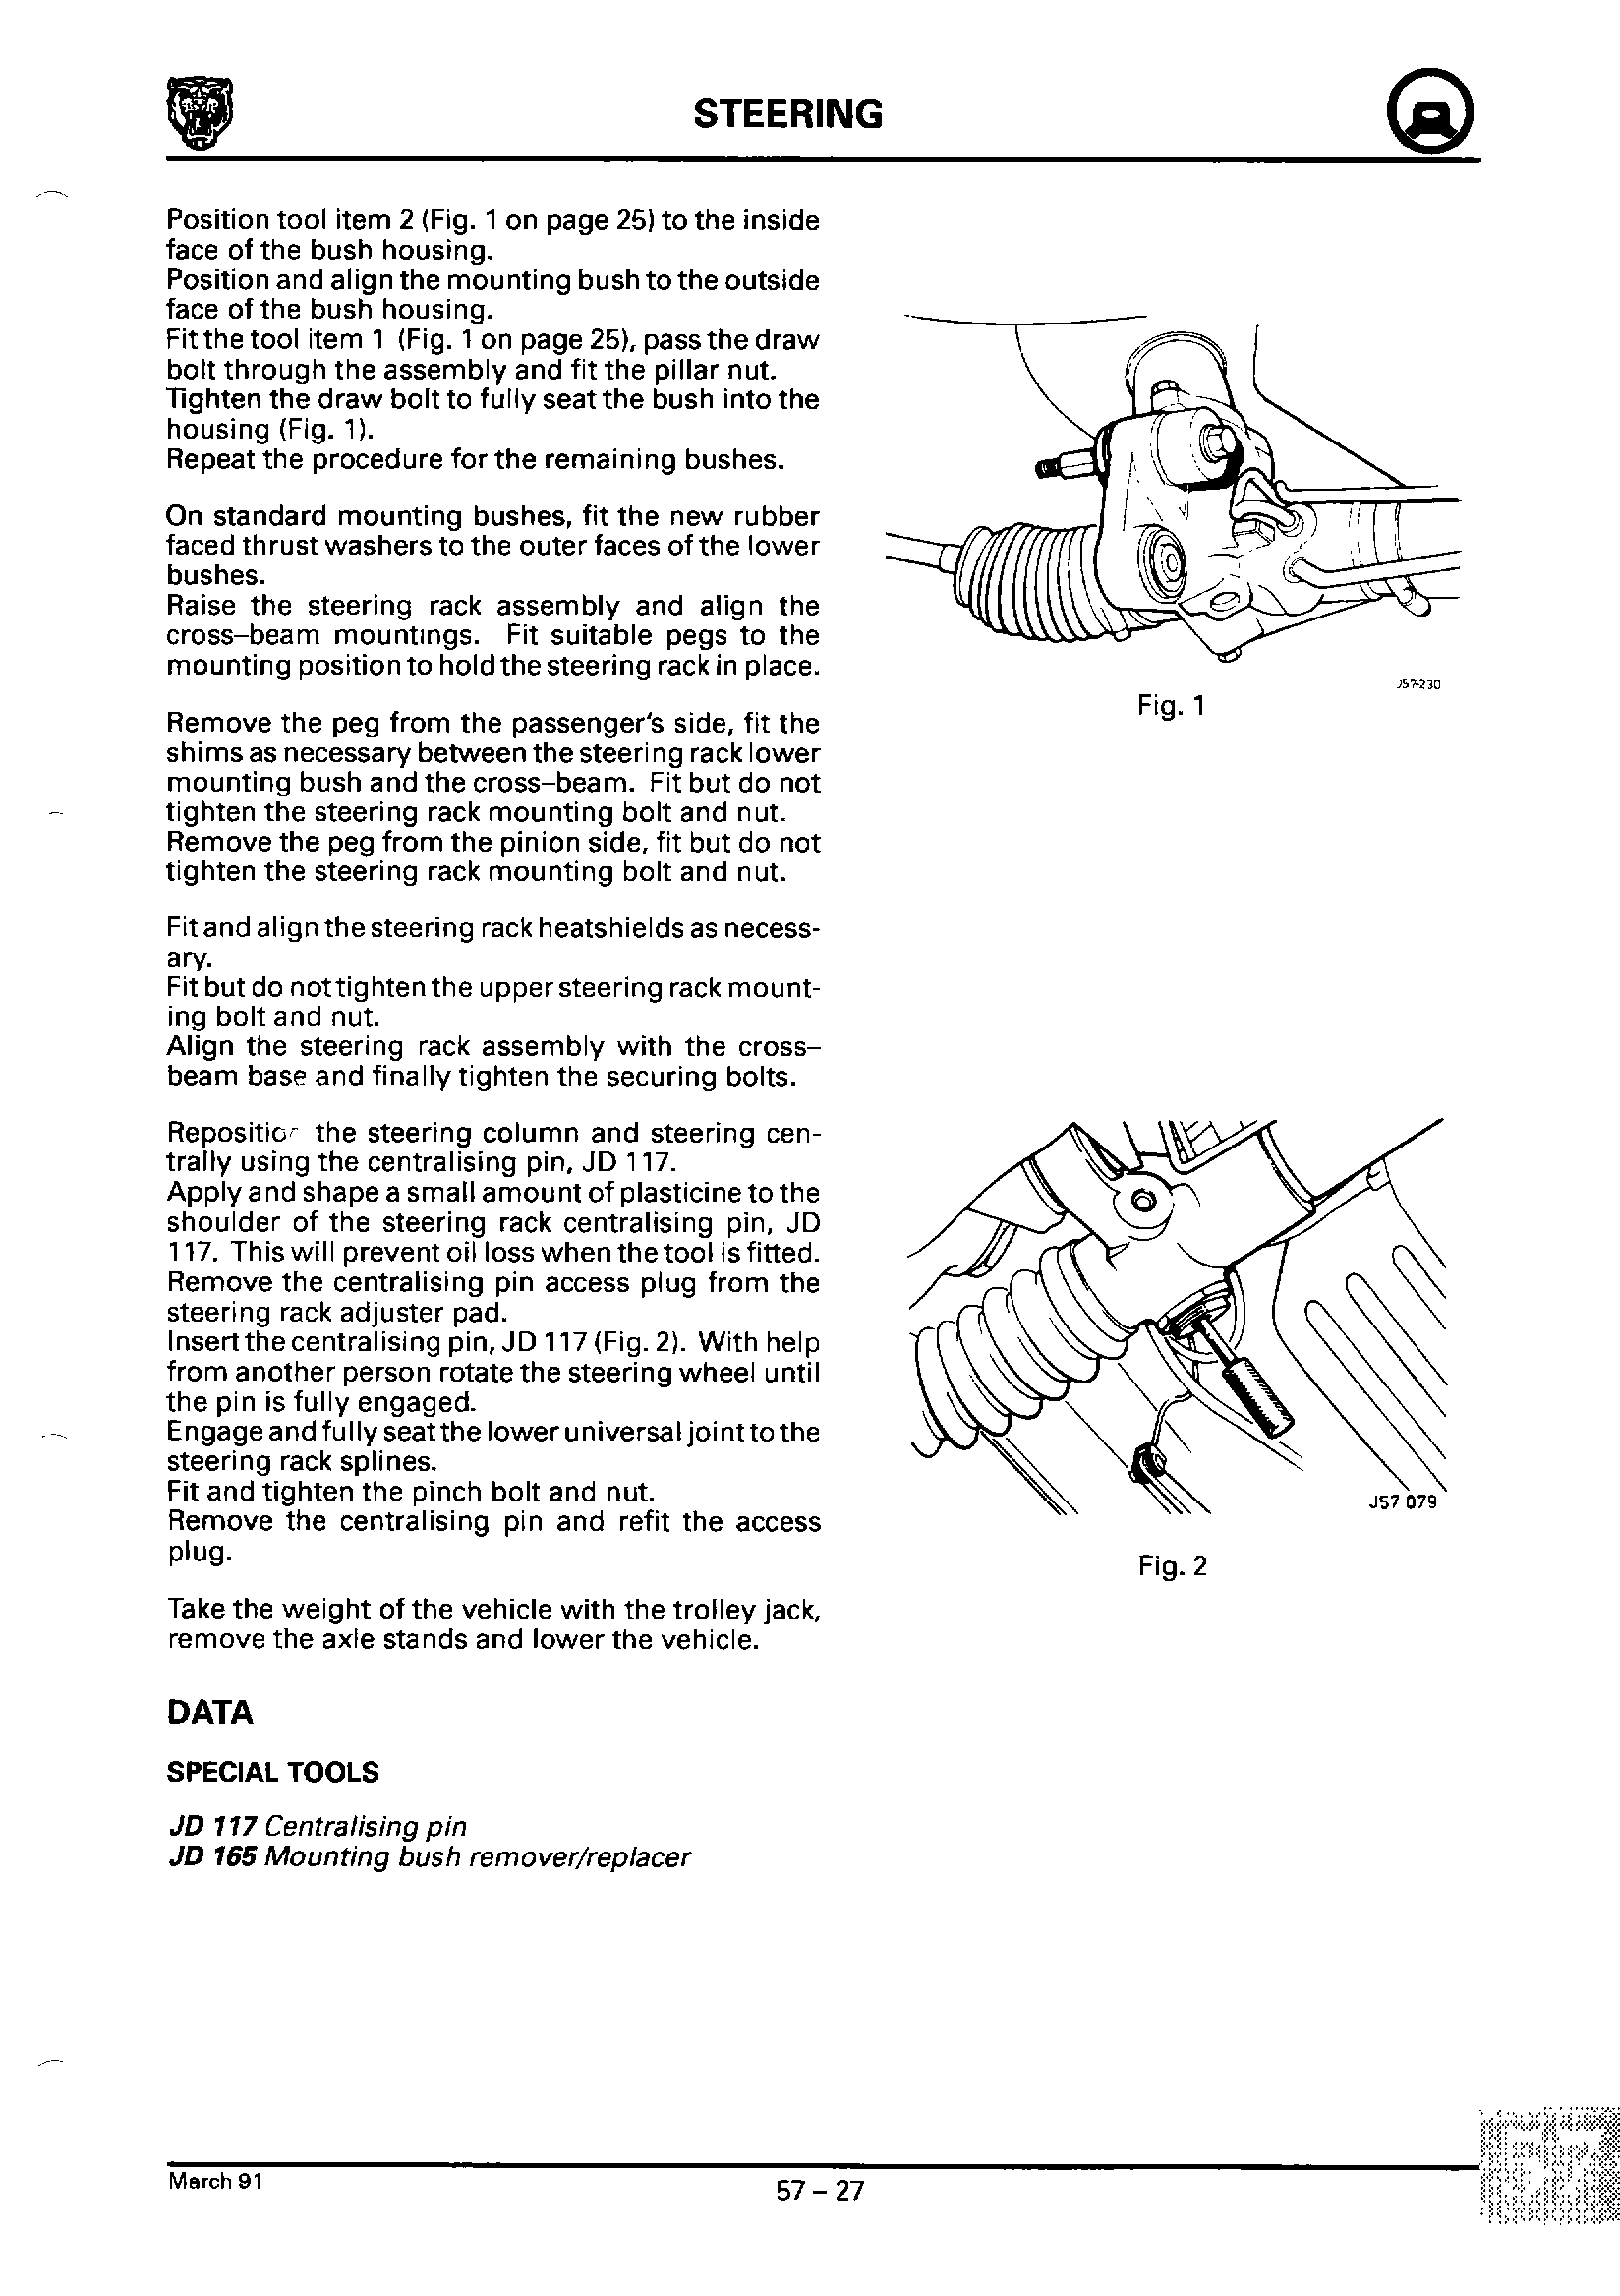 STEERING
Position tool item 2 (Fig. 1 on page 25) to the inside
face of the bush housing.
Position and align the mounting bush to the outside
face of the bush housing.
Fit the tool item 1 (Fig. 1 on page 25), pass the draw
bolt through the assembly and fit the pillar nut.
Tighten the draw bolt to fully seat the bush into the
housing (Fig. 1).
Repeat the procedure for the remaining bushes.
On standard mounting bushes, fit the new rubber
faced thrust washers to the outer faces of the lower
bushes.
Raise the steering rack assembly and align the
cross-beam mountings. Fit suitable pegs to the
mounting position to hold the steering rack in place.
Remove the peg from the passenger's side, fit the
shims as necessary between the steering rack lower
mounting bush and the cross-beam. Fit but do not
tighten the steering rack mounting bolt and nut.
Remove the peg from the pinion side, fit but do not
tighten the steering rack mounting bolt and nut.
Fit and align the steering rack heatshields as necess-
ary.
Fit but do not tighten the upper steering rack mount-
ing bolt and nut.
Align the steering rack assembly with the cross-
beam base and finally tighten the securing bolts.
Reposition the steering column and steering cen-
trally using the centralising pin, JD 117.
Apply and shape a small amount of plasticine to the
shoulder of the steering rack centralising pin, JD
117. This will prevent oil loss when the tool is fitted.
Remove the centralising pin access plug from the
steering rack adjuster pad.
Insert the centralising pin, JD 117 (Fig. 2). With help
from another person rotate the steering wheel until
the pin is fully engaged.
Engage and fully seat the lower universal joint to the
steering rack splines.
Fit and tighten the pinch bolt and nut.
Remove the centralising pin and refit the access
plug.
Take the weight of the vehicle with the trolley jack,
remove the axle stands and lower the vehicle.
DATA
SPECIAL TOOLS
JD 117 Centralising pin
JD 165 Mounting bush remover/replacer
J57-230
Fig. 1
J57 079
Fig. 2
March 91
57 – 27
57